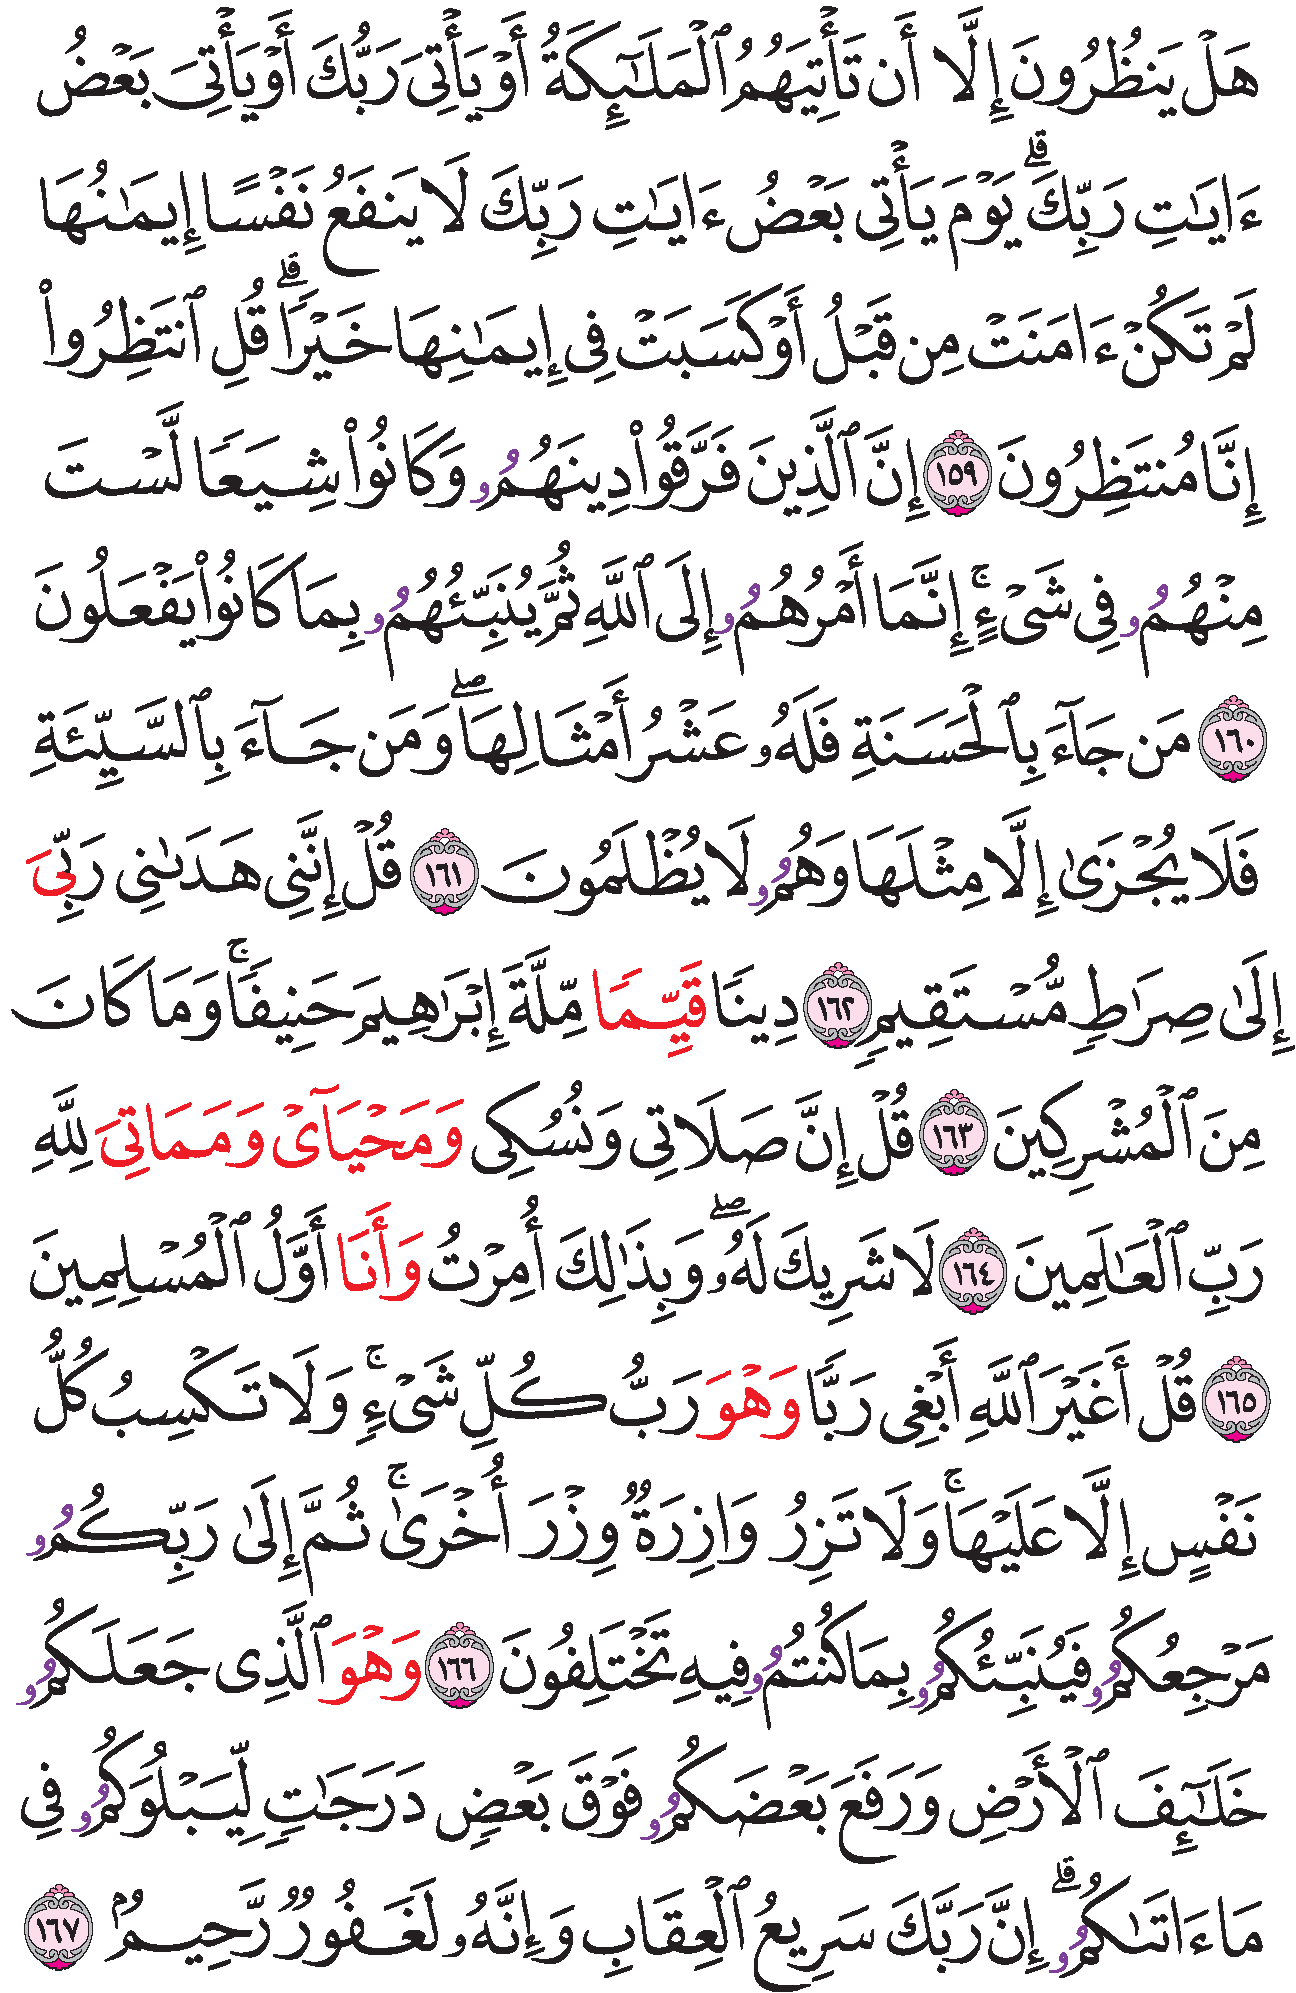 هَلۡ يَنظُرُونَ إِلَّا أَن تَأۡتِيَهُمُ ٱلۡمَلَٰٓئِكَةُ أَوۡ يَأۡتِيَ رَبُّكَ أَوۡ يَأۡتِيَ بَعۡضُ
ءَايَٰتِ رَبِّكَۗ يَوۡمَ يَأۡتِي بَعۡضُ ءَايَٰتِ رَبِّكَ لَا يَنفَعُ نَفۡسًا إِيمَٰنُهَا
لَمۡ تَكُنۡ ءَامَنَتۡ مِن قَبۡلُ أَوۡ كَسَبَتۡ فِي إِيمَٰنِهَا خَيۡرٗاۗ قُلِ ٱنتَظِرُواْ
إِنَّا مُنتَظِرُونَ ١٥٩ إِنَّ ٱلَّذِينَ فَرَّقُواْ دِينَهُمُۥ وَكَانُواْ شِيَعٗا لَّسۡتَ
مِنۡهُمُۥ فِي شَيۡءٍۚ إِنَّمَا أَمۡرُهُمُۥ إِلَى ٱللَّهِ ثُمَّ يُنَبِّئُهُمُۥ بِمَا كَانُواْ يَفۡعَلُونَ
١٦٠ مَن جَآءَ بِٱلۡحَسَنَةِ فَلَهُۥ عَشۡرُ أَمۡثَالِهَاۖ وَمَن جَآءَ بِٱلسَّيِّئَةِ
فَلَا يُجۡزَىٰ إِلَّا مِثۡلَهَا وَهُمُۥ لَا يُظۡلَمُونَ ١٦١ قُلۡ إِنَّنِي هَدَىٰنِي رَبِّيَ
إِلَىٰ صِرَٰطٖ مُّسۡتَقِيمٖ ١٦٢ دِينٗا قَيِّمٗا مِّلَّةَ إِبۡرَٰهِيمَ حَنِيفٗاۚ وَمَا كَانَ
مِنَ ٱلۡمُشۡرِكِينَ ١٦٣ قُلۡ إِنَّ صَلَاتِي وَنُسُكِي وَمَحۡيَآيۡ وَمَمَاتِيَ لِلَّهِ
رَبِّ ٱلۡعَٰلَمِينَ ١٦٤ لَا شَرِيكَ لَهُۥۖ وَبِذَٰلِكَ أُمِرۡتُ وَأَنَا أَوَّلُ ٱلۡمُسۡلِمِينَ
١٦٥ قُلۡ أَغَيۡرَ ٱللَّهِ أَبۡغِي رَبّٗا وَهۡوَ رَبُّ كُلِّ شَيۡءٖۚ وَلَا تَكۡسِبُ كُلُّ
نَفۡسٍ إِلَّا عَلَيۡهَاۚ وَلَا تَزِرُ وَازِرَةٞ وِزۡرَ أُخۡرَىٰۚ ثُمَّ إِلَىٰ رَبِّكُمُۥ
مَرۡجِعُكُمُۥ فَيُنَبِّئُكُمُۥ بِمَا كُنتُمُۥ فِيهِ تَخۡتَلِفُونَ ١٦٦ وَهۡوَ ٱلَّذِي جَعَلَكُمُۥ
خَلَٰٓئِفَ ٱلۡأَرۡضِ وَرَفَعَ بَعۡضَكُمُۥ فَوۡقَ بَعۡضٖ دَرَجَٰتٖ لِّيَبۡلُوَكُمُۥ فِي
مَا ءَاتَىٰكُمُۥۗ إِنَّ رَبَّكَ سَرِيعُ ٱلۡعِقَابِ وَإِنَّهُۥ لَغَفُورٞ رَّحِيمُۢ ١٦٧